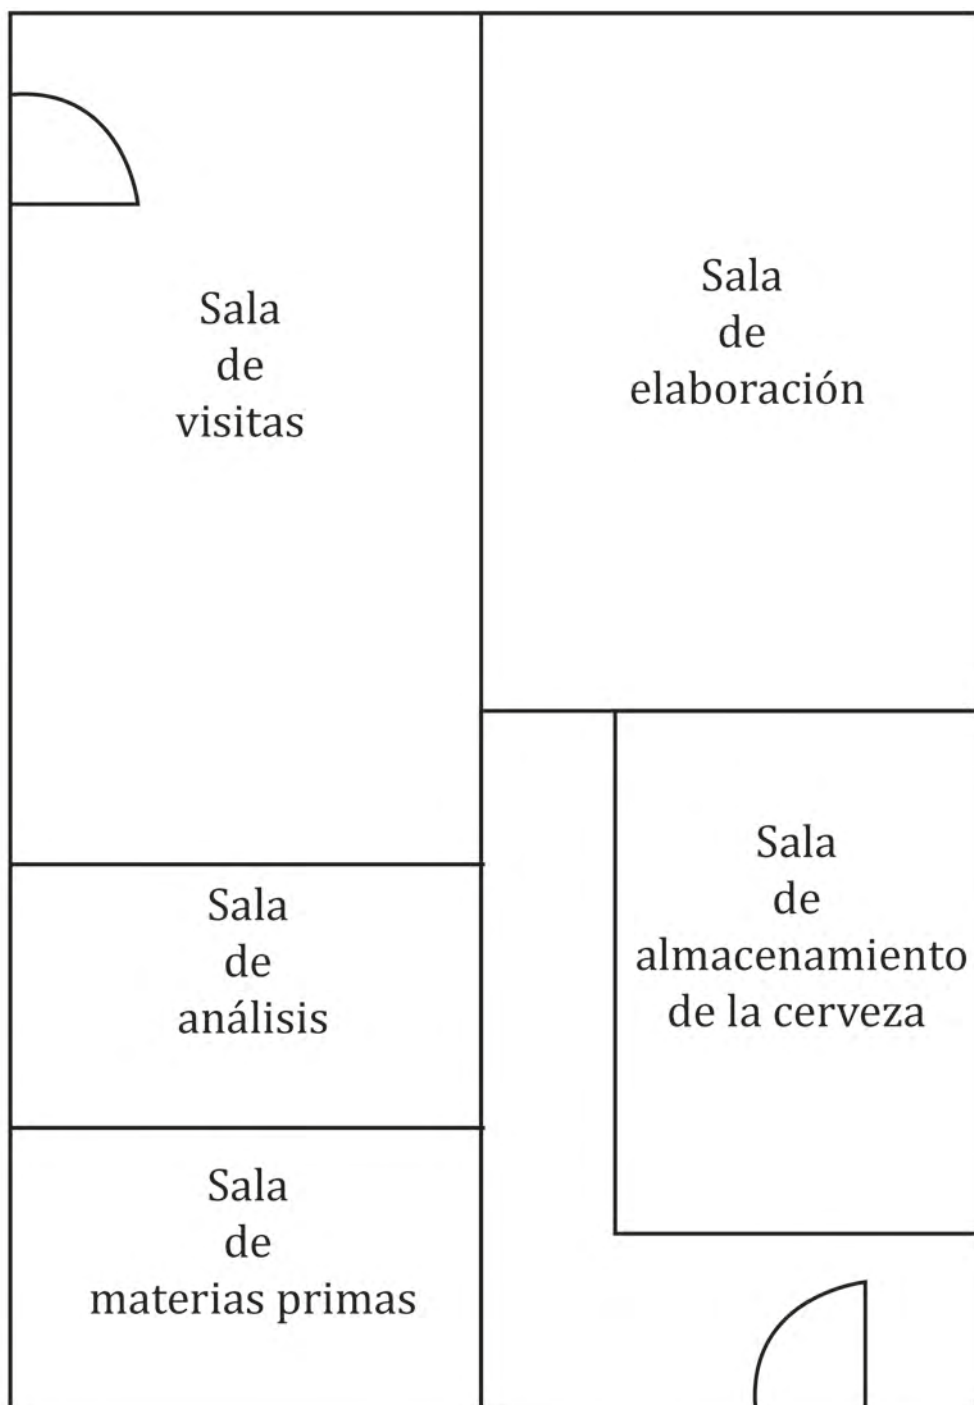 Sala
de
visitas
Sala
de
elaboración
Sala
de
análisis
Sala
de
almacenamiento
de la cerveza
Sala
de
materias primas